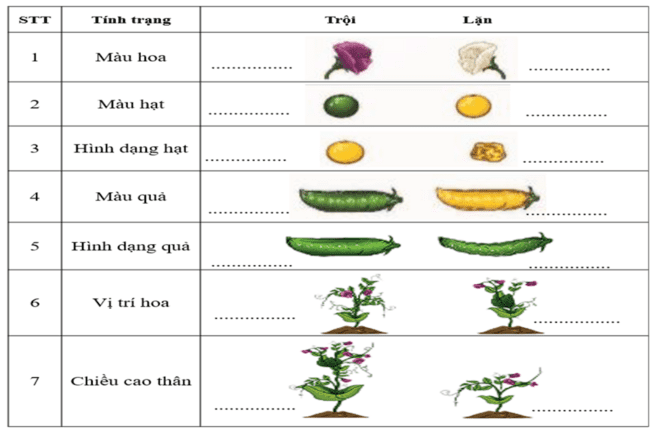 STT Tính trạng Trội Lặn
1 Màu hoa .............. ..............
2 Màu hạt .............. ..............
3 Hình dạng hạt .............. ..............
4 Màu quả .............. ..............
5 Hình dạng quả .............. ..............
6 Vị trí hoa .............. ..............
7 Chiều cao thân .............. ..............